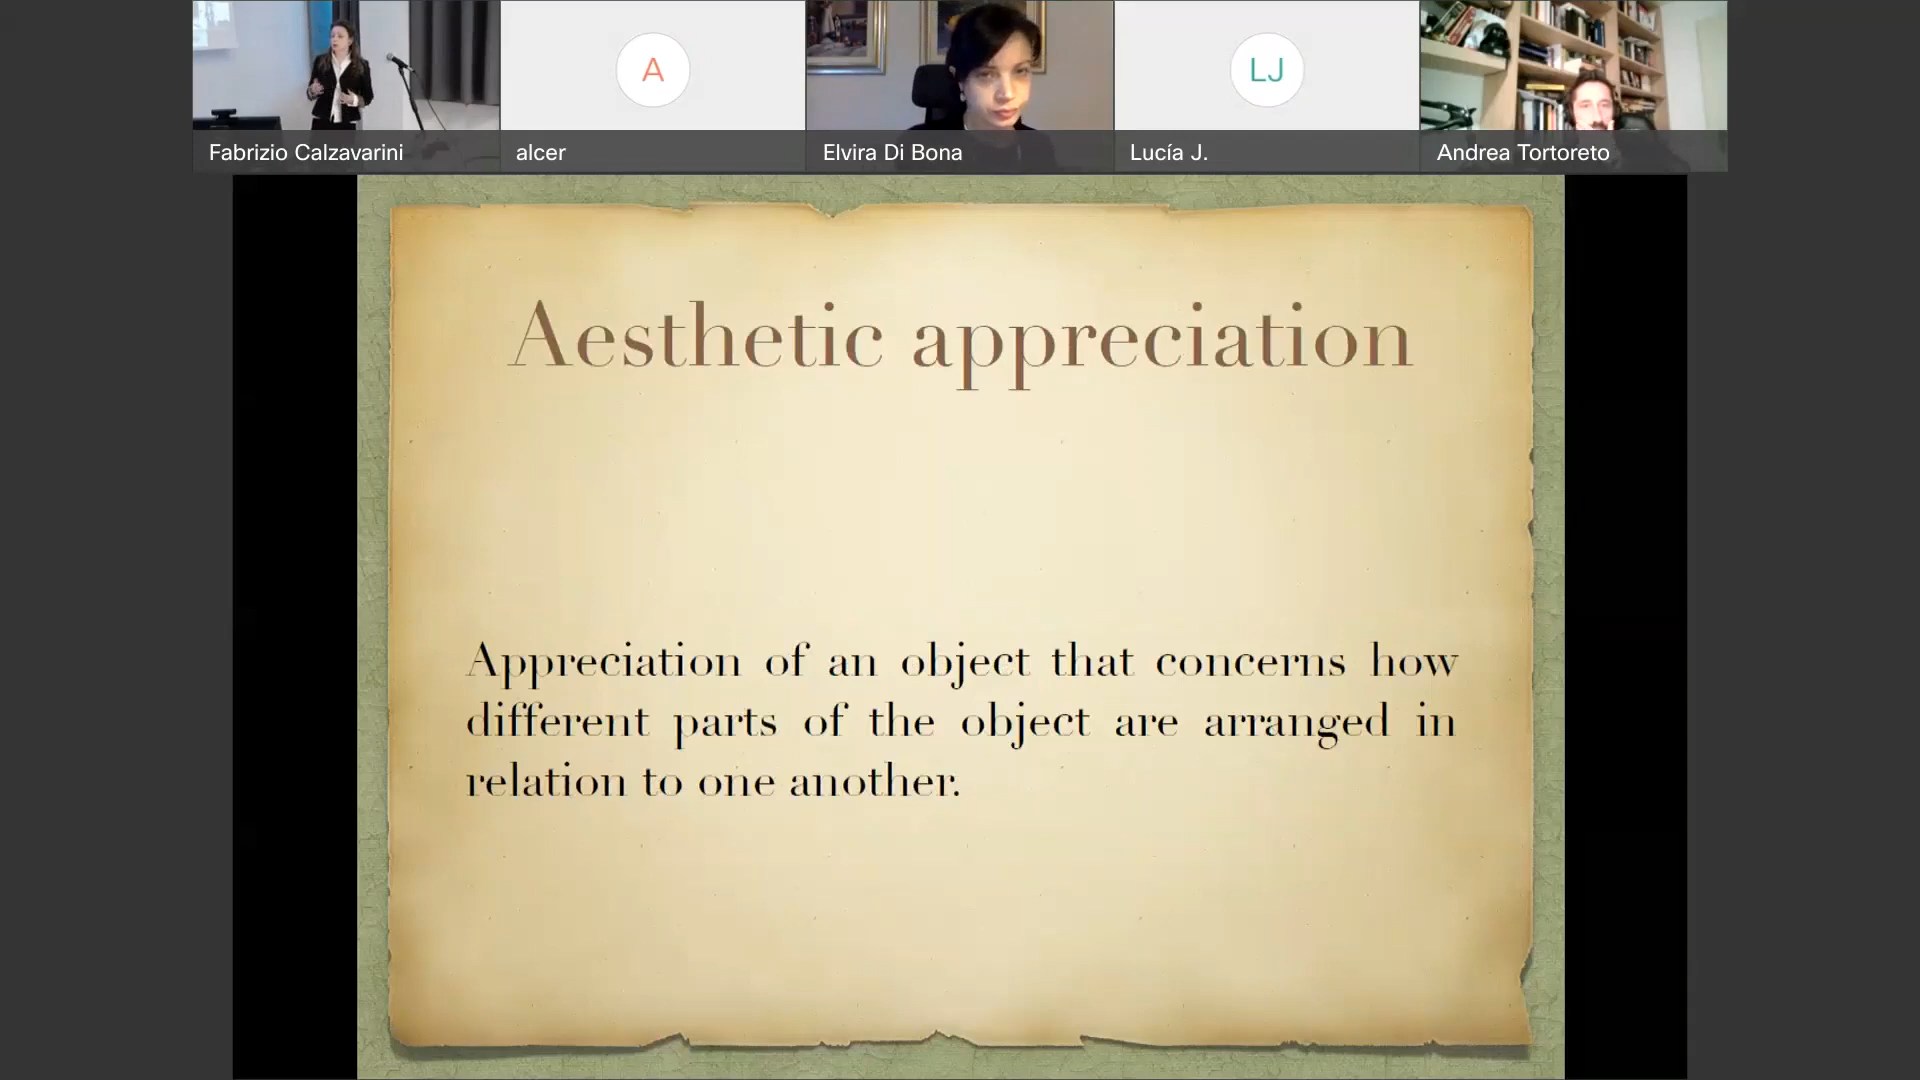 A
LJ
Fabrizio Calzavarini
alcer
Elvira Di Bona
Lucía J.
Andrea Tortoreto
Aesthetic appreciation
Appreciation of an object that concerns how
different parts of the object are arranged in
relation to one another.